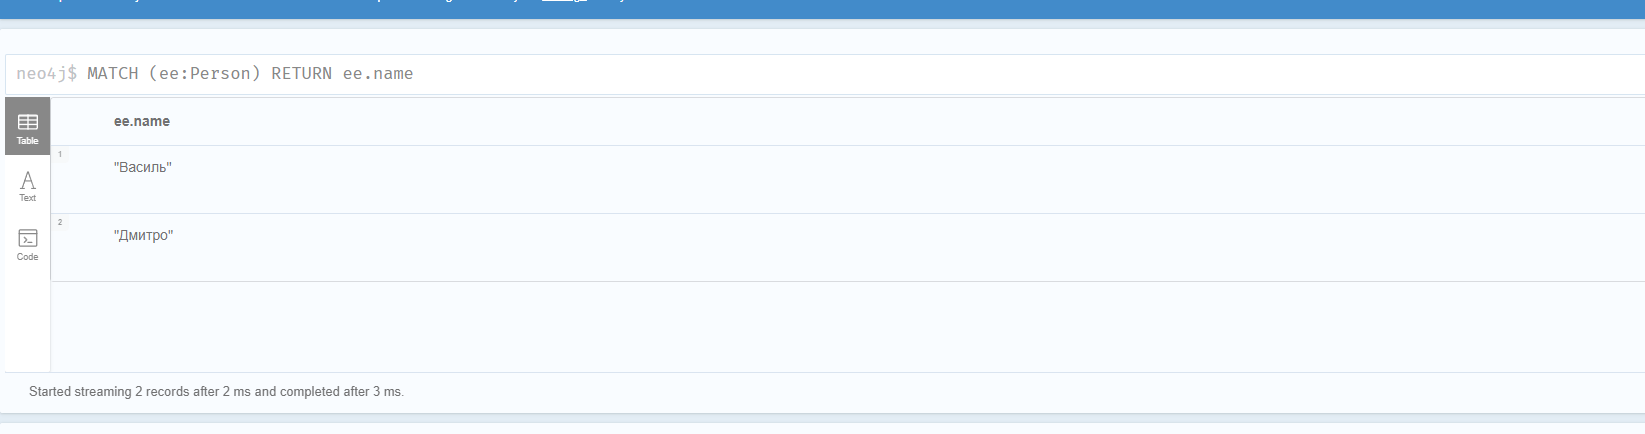 neo4j$ MATCH (ee:Person) RETURN ee.name
Table
ee.name
1
"Василь"
Text
2
"Дмитро"
Code
Started streaming 2 records after 2 ms and completed after 3 ms.